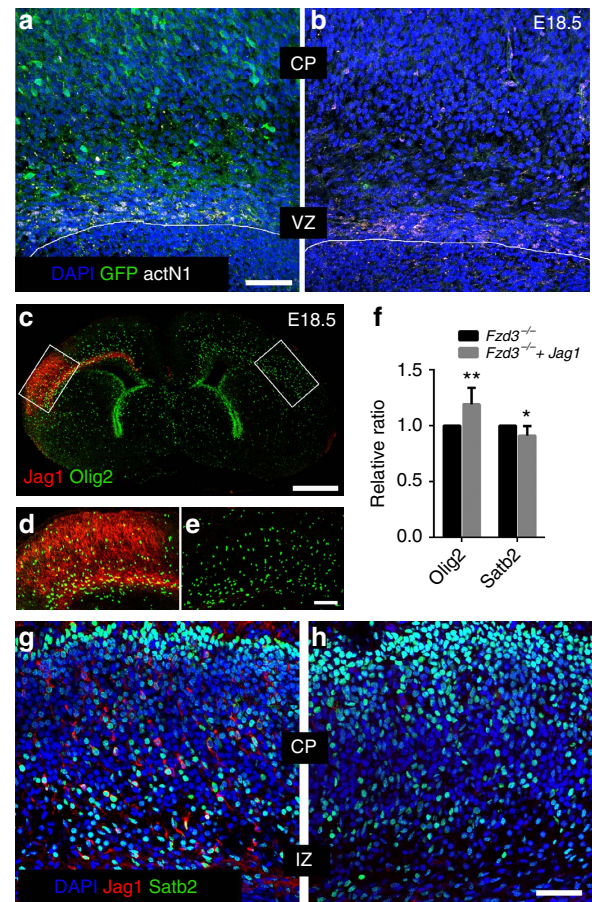 a
b
E18.5
CP
VZ
DAPI GFP actN1
c
E18.5
Jag1 Olig2
d
e
f
Fzd3⁻/⁻
Fzd3⁻/⁻ + Jag1
Relative ratio
1.5
1.0
0.5
0.0
**
*
Olig2
Satb2
g
h
CP
IZ
DAPI Jag1 Satb2